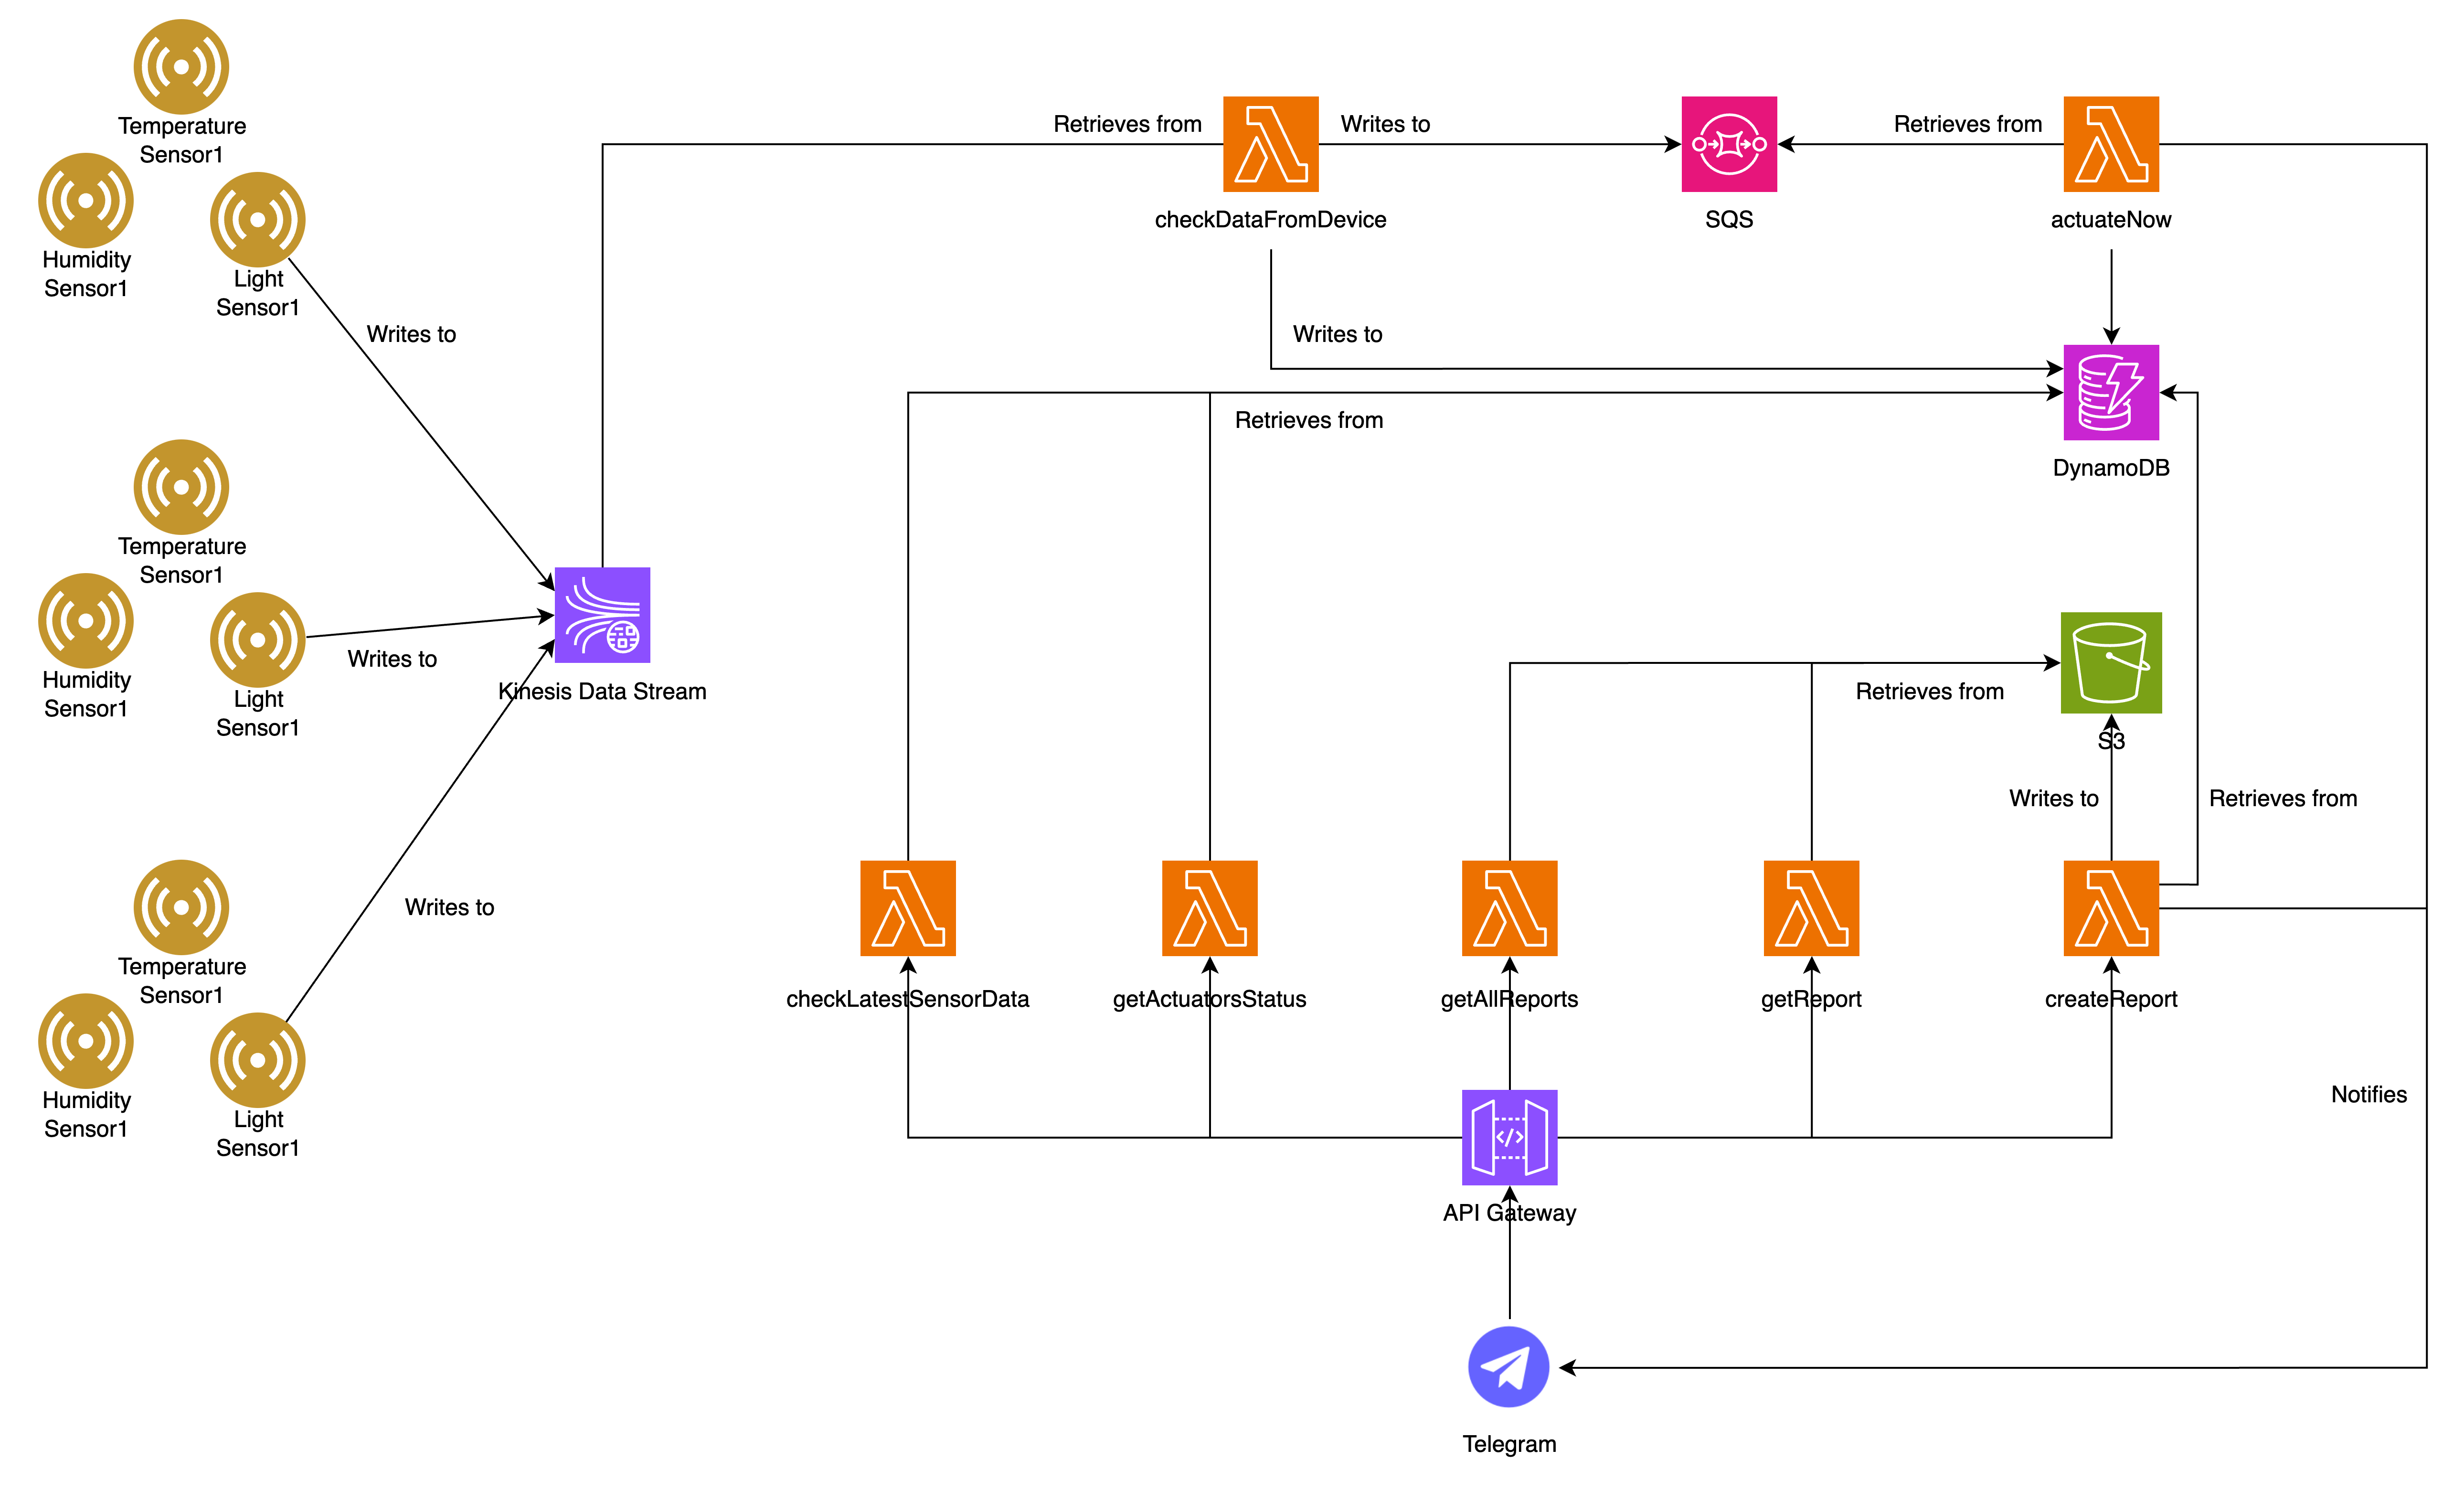 Temperature
Sensor1
Humidity
Sensor1
Light
Sensor1
Writes to
Temperature
Sensor1
Humidity
Sensor1
Light
Sensor1
Writes to
Temperature
Sensor1
Humidity
Sensor1
Light
Sensor1
Writes to
Kinesis Data Stream
Retrieves from
checkDataFromDevice
Writes to
SQS
Retrieves from
actuateNow
Writes to
Retrieves from
DynamoDB
Retrieves from
S3
Writes to
Retrieves from
checkLatestSensorData
getActuatorsStatus
getAllReports
getReport
createReport
Notifies
</>
API Gateway
Telegram